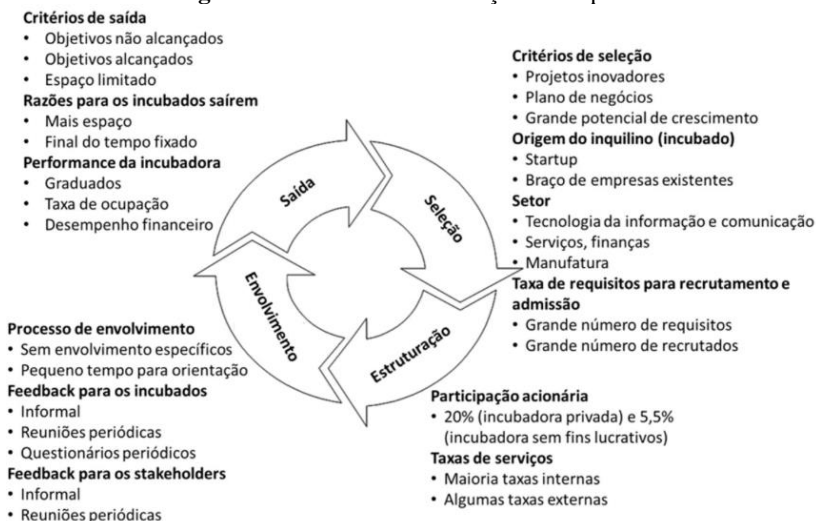 Critérios de saída
• Objetivos não alcançados
• Objetivos alcançados
• Espaço limitado
Razões para os incubados saírem
• Mais espaço
• Final do tempo fixado
Performance da incubadora
• Graduados
• Taxa de ocupação
• Desempenho financeiro
Critérios de seleção
• Projetos inovadores
• Plano de negócios
• Grande potencial de crescimento
Origem do inquilino (incubado)
• Startup
• Braço de empresas existentes
Setor
• Tecnologia da informação e comunicação
• Serviços, finanças
• Manufatura
Taxa de requisitos para recrutamento e
admissão
• Grande número de requisitos
• Grande número de recrutados
Saída
Seleção
Envolvimento
Estruturação
Processo de envolvimento
• Sem envolvimento específicos
• Pequeno tempo para orientação
Feedback para os incubados
• Informal
• Reuniões periódicas
• Questionários periódicos
Feedback para os stakeholders
• Informal
• Reuniões periódicas
Participação acionária
• 20% (incubadora privada) e 5,5%
(incubadora sem fins lucrativos)
Taxas de serviços
• Maioria taxas internas
• Algumas taxas externas